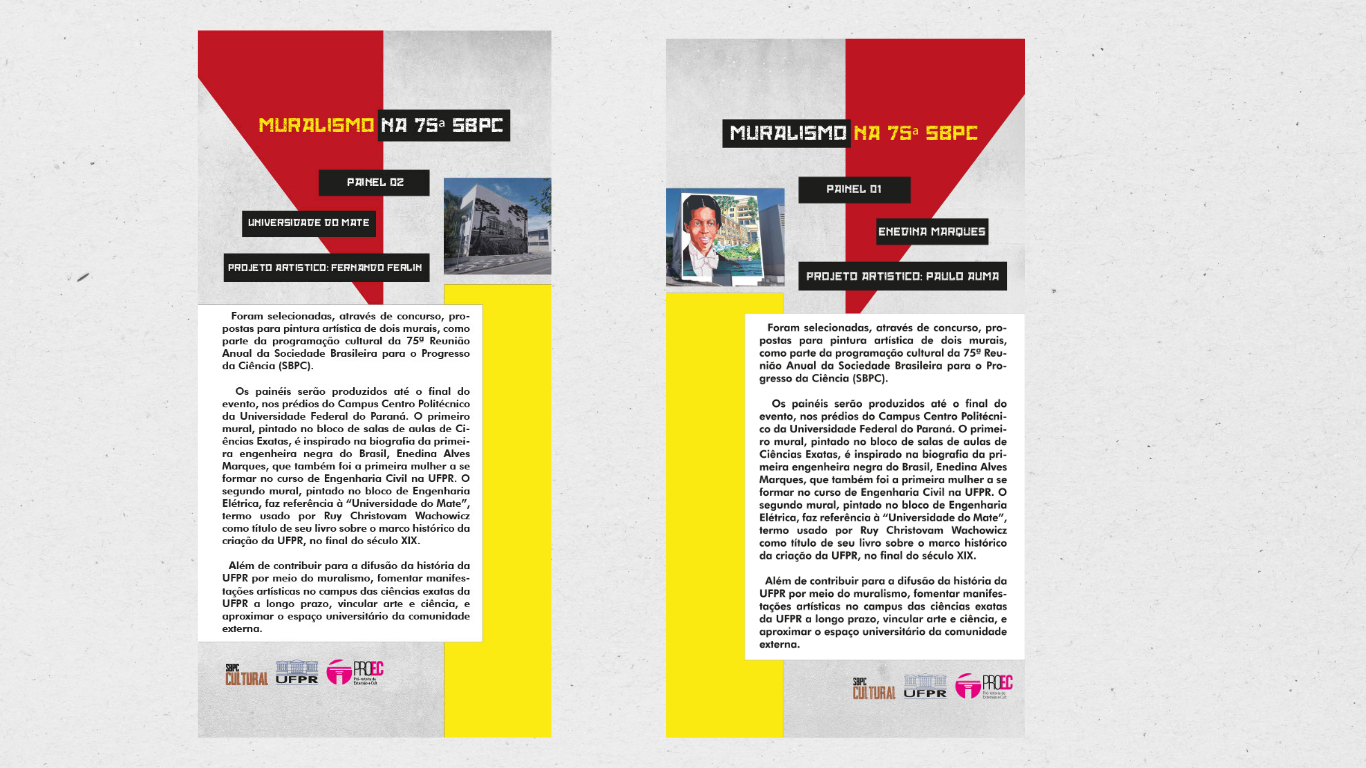 MURALISMO NA 75ª SBPC
PAINEL 02
UNIVERSIDADE DO MATE
PROJETO ARTISTICO: FERNANDO FERLIN
Foram selecionadas, através de concurso, pro-
postas para pintura artística de dois murais, como
parte da programação cultural da 75ª Reunião
Anual da Sociedade Brasileira para o Progresso
da Ciência (SBPC).
Os painéis serão produzidos até o final do
evento, nos prédios do Campus Centro Politécnico
da Universidade Federal do Paraná. O primeiro
mural, pintado no bloco de salas de aulas de Ci-
ências Exatas, é inspirado na biografia da primei-
ra engenheira negra do Brasil, Enedina Alves
Marques, que também foi a primeira mulher a se
formar no curso de Engenharia Civil na UFPR. O
segundo mural, pintado no bloco de Engenharia
Elétrica, faz referência à “Universidade do Mate”,
termo usado por Ruy Christovam Wachowicz
como título de seu livro sobre o marco histórico da
criação da UFPR, no final do século XIX.
Além de contribuir para a difusão da história da
UFPR por meio do muralismo, fomentar manifes-
tações artísticas no campus das ciências exatas da
UFPR a longo prazo, vincular arte e ciência, e
aproximar o espaço universitário da comunidade
externa.
SBPC
CULTURAL
UFPR
PROEC
MURALISMO NA 75ª SBPC
PAINEL 01
ENEDINA MARQUES
PROJETO ARTISTICO: PAULO AUMA
Foram selecionadas, através de concurso, pro-
postas para pintura artística de dois murais,
como parte da programação cultural da 75ª Reu-
nião Anual da Sociedade Brasileira para o Pro-
gresso da Ciência (SBPC).
Os painéis serão produzidos até o final do
evento, nos prédios do Campus Centro Politécni-
co da Universidade Federal do Paraná. O primei-
ro mural, pintado no bloco de salas de aulas de
Ciências Exatas, é inspirado na biografia da pri-
meira engenheira negra do Brasil, Enedina Alves
Marques, que também foi a primeira mulher a se
formar no curso de Engenharia Civil na UFPR. O
segundo mural, pintado no bloco de Engenharia
Elétrica, faz referência à “Universidade do Mate”,
termo usado por Ruy Christovam Wachowicz
como título de seu livro sobre o marco histórico
da criação da UFPR, no final do século XIX.
Além de contribuir para a difusão da história da
UFPR por meio do muralismo, fomentar manifes-
tações artísticas no campus das ciências exatas
da UFPR a longo prazo, vincular arte e ciência, e
aproximar o espaço universitário da comunidade
externa.
SBPC
CULTURAL
UFPR
PROEC